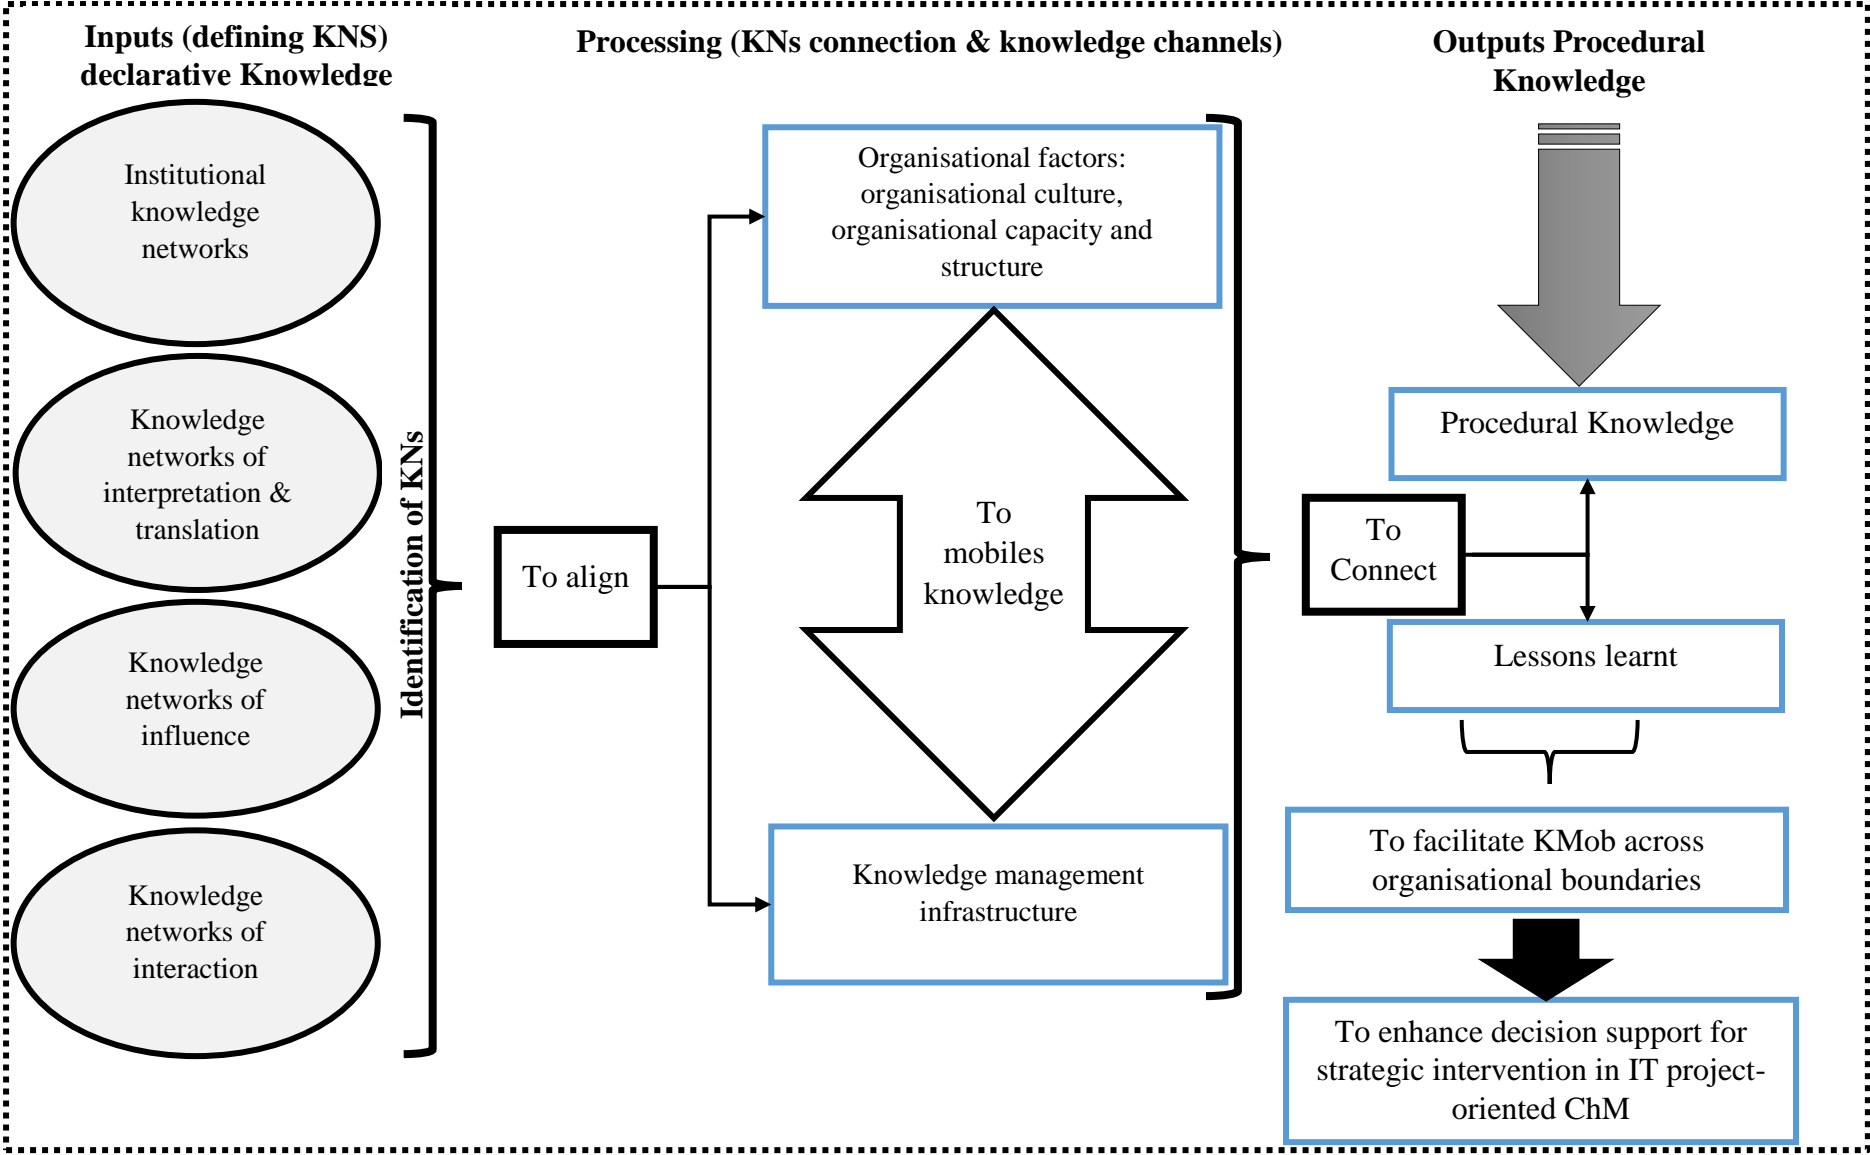 Inputs (defining KNS)
declarative Knowledge
Institutional
knowledge
networks
Knowledge
networks of
interpretation &
translation
Knowledge
networks of
influence
Knowledge
networks of
interaction
Identification of KNs
Processing (KNs connection & knowledge channels)
To align
Organisational factors:
organisational culture,
organisational capacity and
structure
To
mobiles
knowledge
Knowledge management
infrastructure
Outputs Procedural
Knowledge
Procedural Knowledge
To
Connect
Lessons learnt
To facilitate KMob across
organisational boundaries
To enhance decision support for
strategic intervention in IT project-
oriented ChM